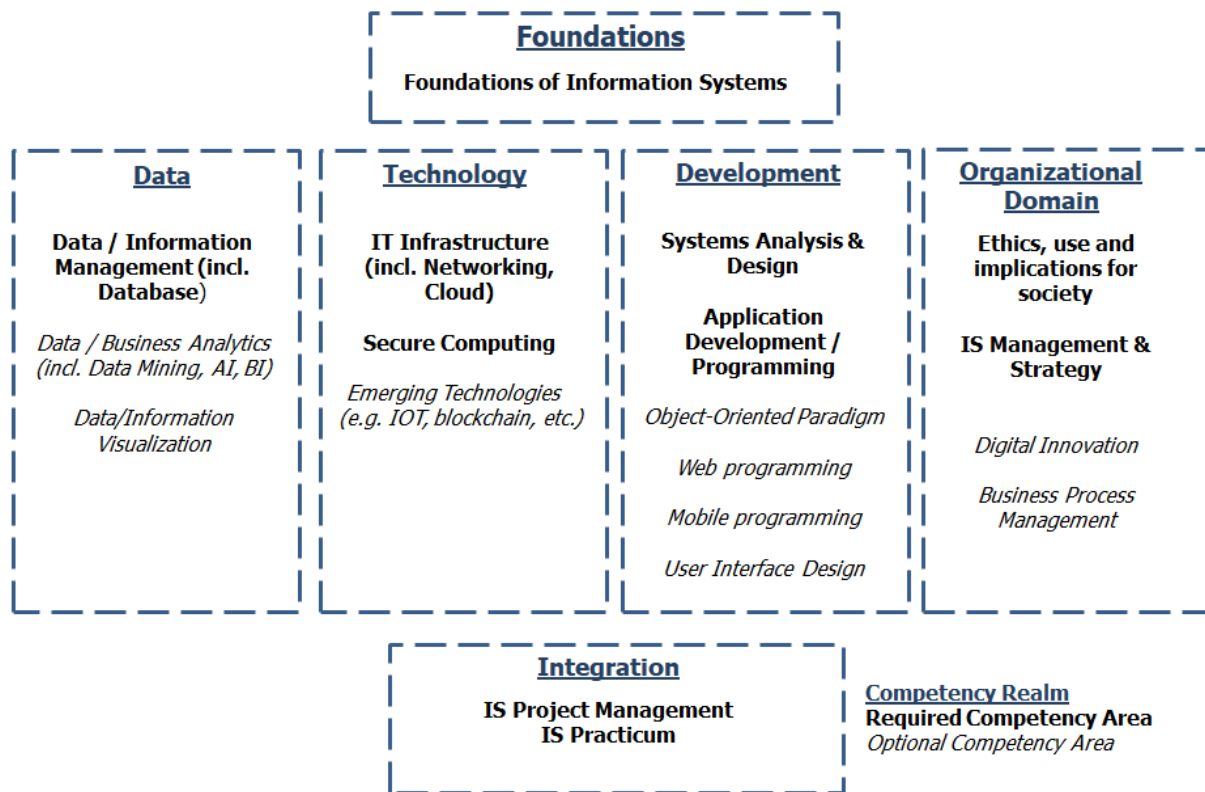 Foundations
Foundations of Information Systems
Data
Data / Information
Management (incl.
Database)
Data / Business Analytics
(incl. Data Mining, AI, BI)
Data/Information
Visualization
Technology
IT Infrastructure
(incl. Networking,
Cloud)
Secure Computing
Emerging Technologies
(e.g. IOT, blockchain, etc.)
Development
Systems Analysis &
Design
Application
Development /
Programming
Object-Oriented Paradigm
Web programming
Mobile programming
User Interface Design
Organizational
Domain
Ethics, use and
implications for
society
IS Management &
Strategy
Digital Innovation
Business Process
Management
Integration
IS Project Management
IS Practicum
Competency Realm
Required Competency Area
Optional Competency Area